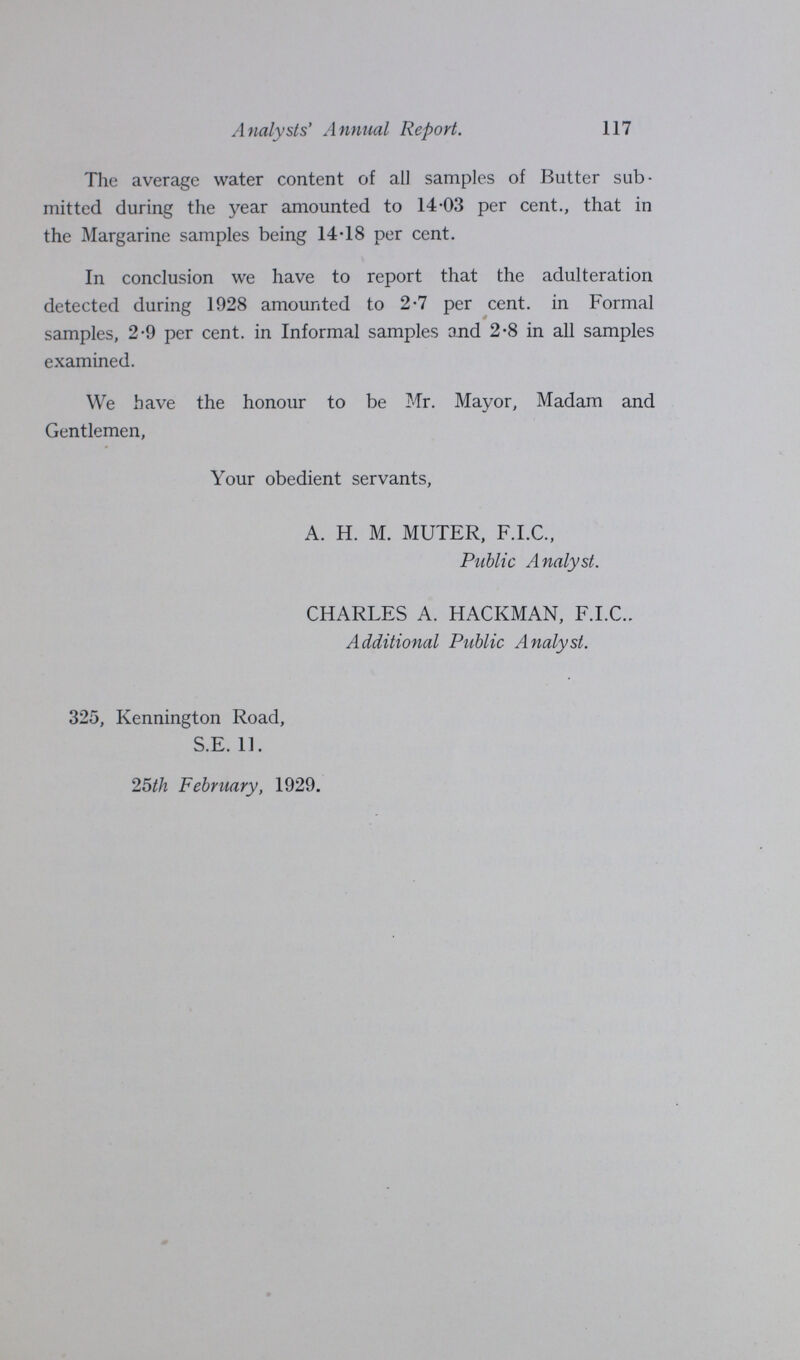 Analysts' Annual Report. 117
The average water content of all samples of Butter sub-
mitted during the year amounted to 14·03 per cent., that in
the Margarine samples being 14·18 per cent.
In conclusion we have to report that the adulteration
detected during 1928 amounted to 2·7 per cent. in Formal
samples, 2·9 per cent. in Informal samples and 2·8 in all samples
examined.
We have the honour to be Mr. Mayor, Madam and
Gentlemen,
Your obedient servants,
A. H. M. MUTER, F.I.C.,
Public Analyst.
CHARLES A. HACKMAN, F.I.C..
Additional Public Analyst.
325, Kennington Road,
S.E. 11.
25th February, 1929.